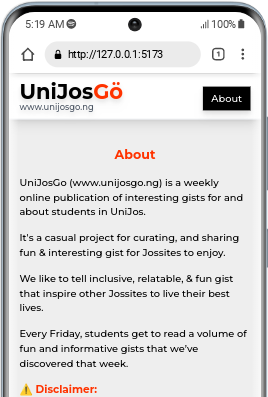 5:19 AM
100%
http://127.0.0.1:5173
1
UniJosGö
www.unijosgo.ng
About
About
UniJosGo (www.unijosgo.ng) is a weekly
online publication of interesting gists for and
about students in UniJos.
It's a casual project for curating, and sharing
fun & interesting gist for Jossites to enjoy.
We like to tell inclusive, relatable, & fun gist
that inspire other Jossites to live their best
lives.
Every Friday, students get to read a volume of
fun and informative gists that we've
discovered that week.
⚠️ Disclaimer: